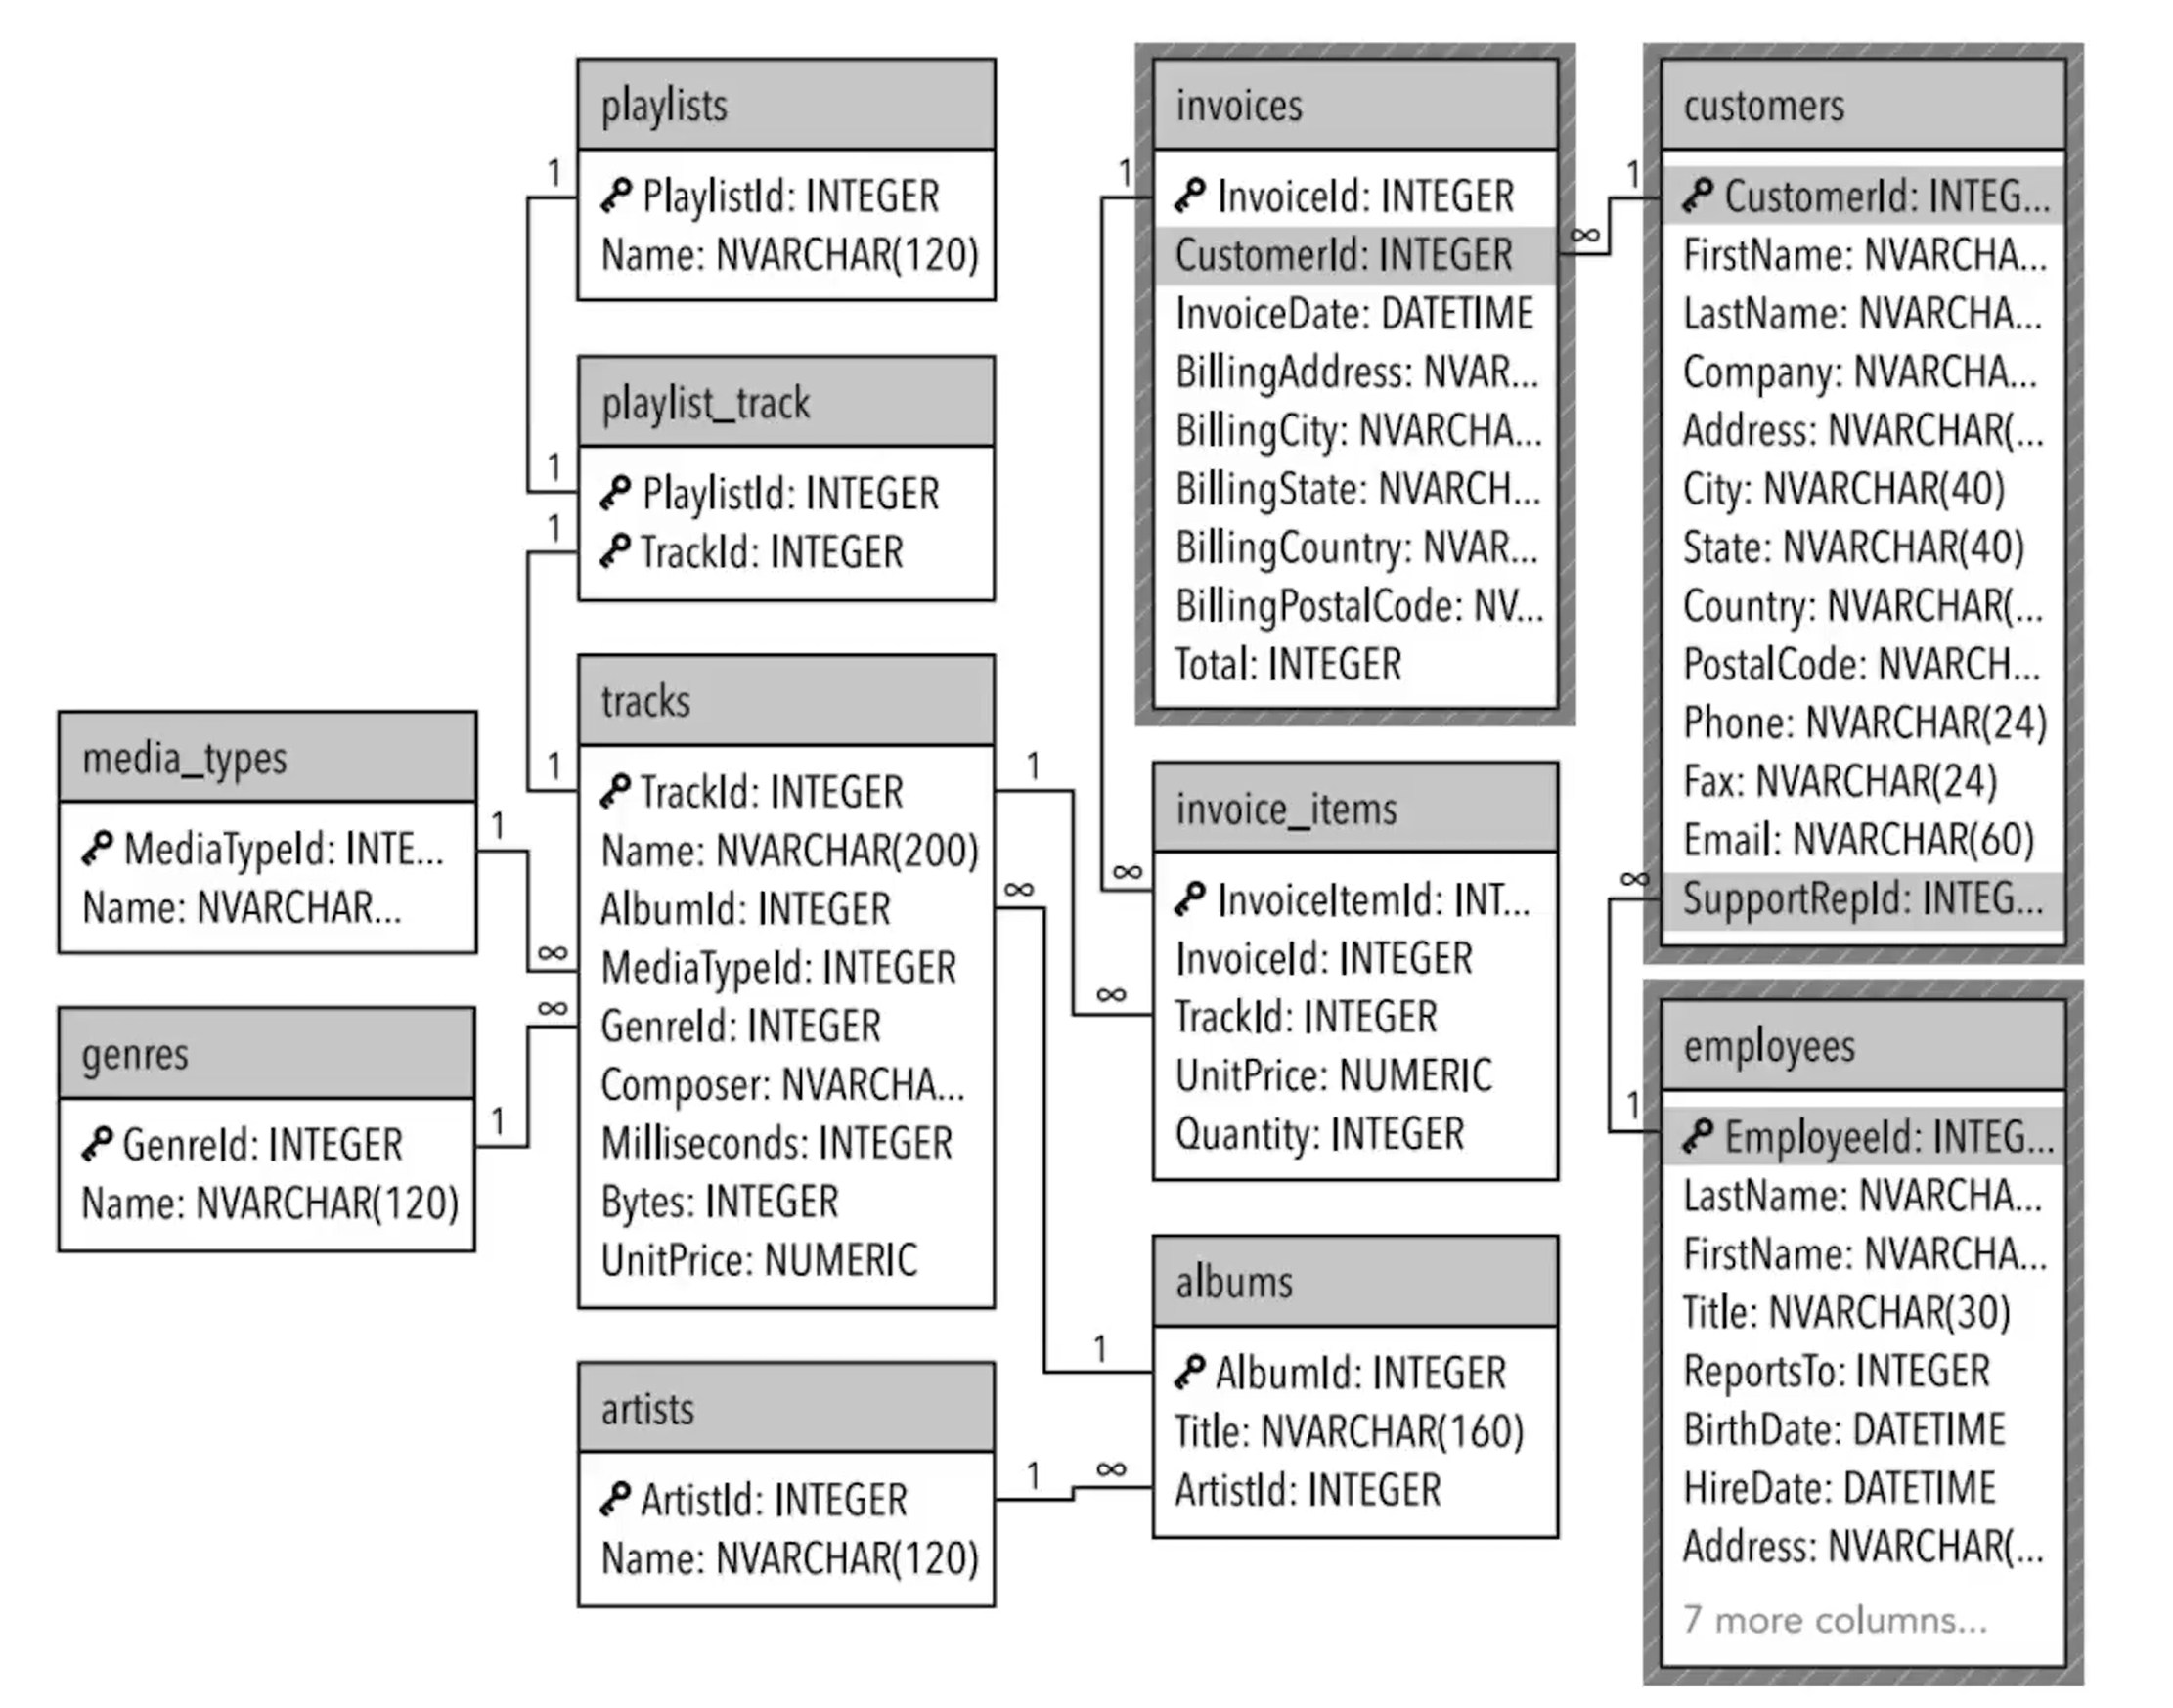 playlists
1
PlaylistId: INTEGER
Name: NVARCHAR(120)
playlist_track
1
PlaylistId: INTEGER
1
TrackId: INTEGER
tracks
1
TrackId: INTEGER
1
Name: NVARCHAR(200)
AlbumId: INTEGER
∞
MediaTypeId: INTEGER
∞
GenreId: INTEGER
∞
Composer: NVARCHA...
Milliseconds: INTEGER
Bytes: INTEGER
UnitPrice: NUMERIC
media_types
MediaTypeId: INTE...
1
Name: NVARCHAR...
genres
GenreId: INTEGER
1
Name: NVARCHAR(120)
artists
ArtistId: INTEGER
1
Name: NVARCHAR(120)
invoices
1
InvoiceId: INTEGER
CustomerId: INTEGER
∞
InvoiceDate: DATETIME
BillingAddress: NVAR...
BillingCity: NVARCHA...
BillingState: NVARCH...
BillingCountry: NVAR...
BillingPostalCode: NV...
Total: INTEGER
invoice_items
∞
InvoiceItemId: INT...
InvoiceId: INTEGER
∞
TrackId: INTEGER
UnitPrice: NUMERIC
Quantity: INTEGER
albums
1
AlbumId: INTEGER
Title: NVARCHAR(160)
∞
ArtistId: INTEGER
customers
1
CustomerId: INTEG...
FirstName: NVARCHA...
LastName: NVARCHA...
Company: NVARCHA...
Address: NVARCHAR(...
City: NVARCHAR(40)
State: NVARCHAR(40)
Country: NVARCHAR(...
PostalCode: NVARCH...
Phone: NVARCHAR(24)
Fax: NVARCHAR(24)
Email: NVARCHAR(60)
∞
SupportRepId: INTEG...
employees
1
EmployeeId: INTEG...
LastName: NVARCHA...
FirstName: NVARCHA...
Title: NVARCHAR(30)
ReportsTo: INTEGER
BirthDate: DATETIME
HireDate: DATETIME
Address: NVARCHAR(...
7 more columns...